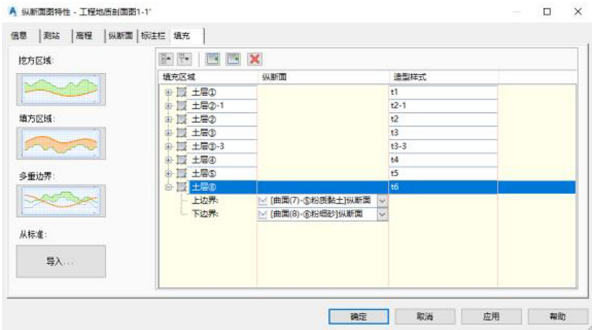 纵断面图特性 - 工程地质剖面图1-1'
信息 测站 高程 纵断面 标注栏 填充
挖方区域:
填方区域:
多重边界:
从标准:
导入...
填充区域 纵断面 造型样式
土层① t1
土层②-1 t2-1
土层② t2
土层③ t3
土层③-3 t3-3
土层④ t4
土层⑤ t5
土层⑥ t6
上边界: [曲面(7)-⑤粉质黏土]纵断面
下边界: [曲面(8)-⑥粉细砂]纵断面
确定 取消 应用 帮助